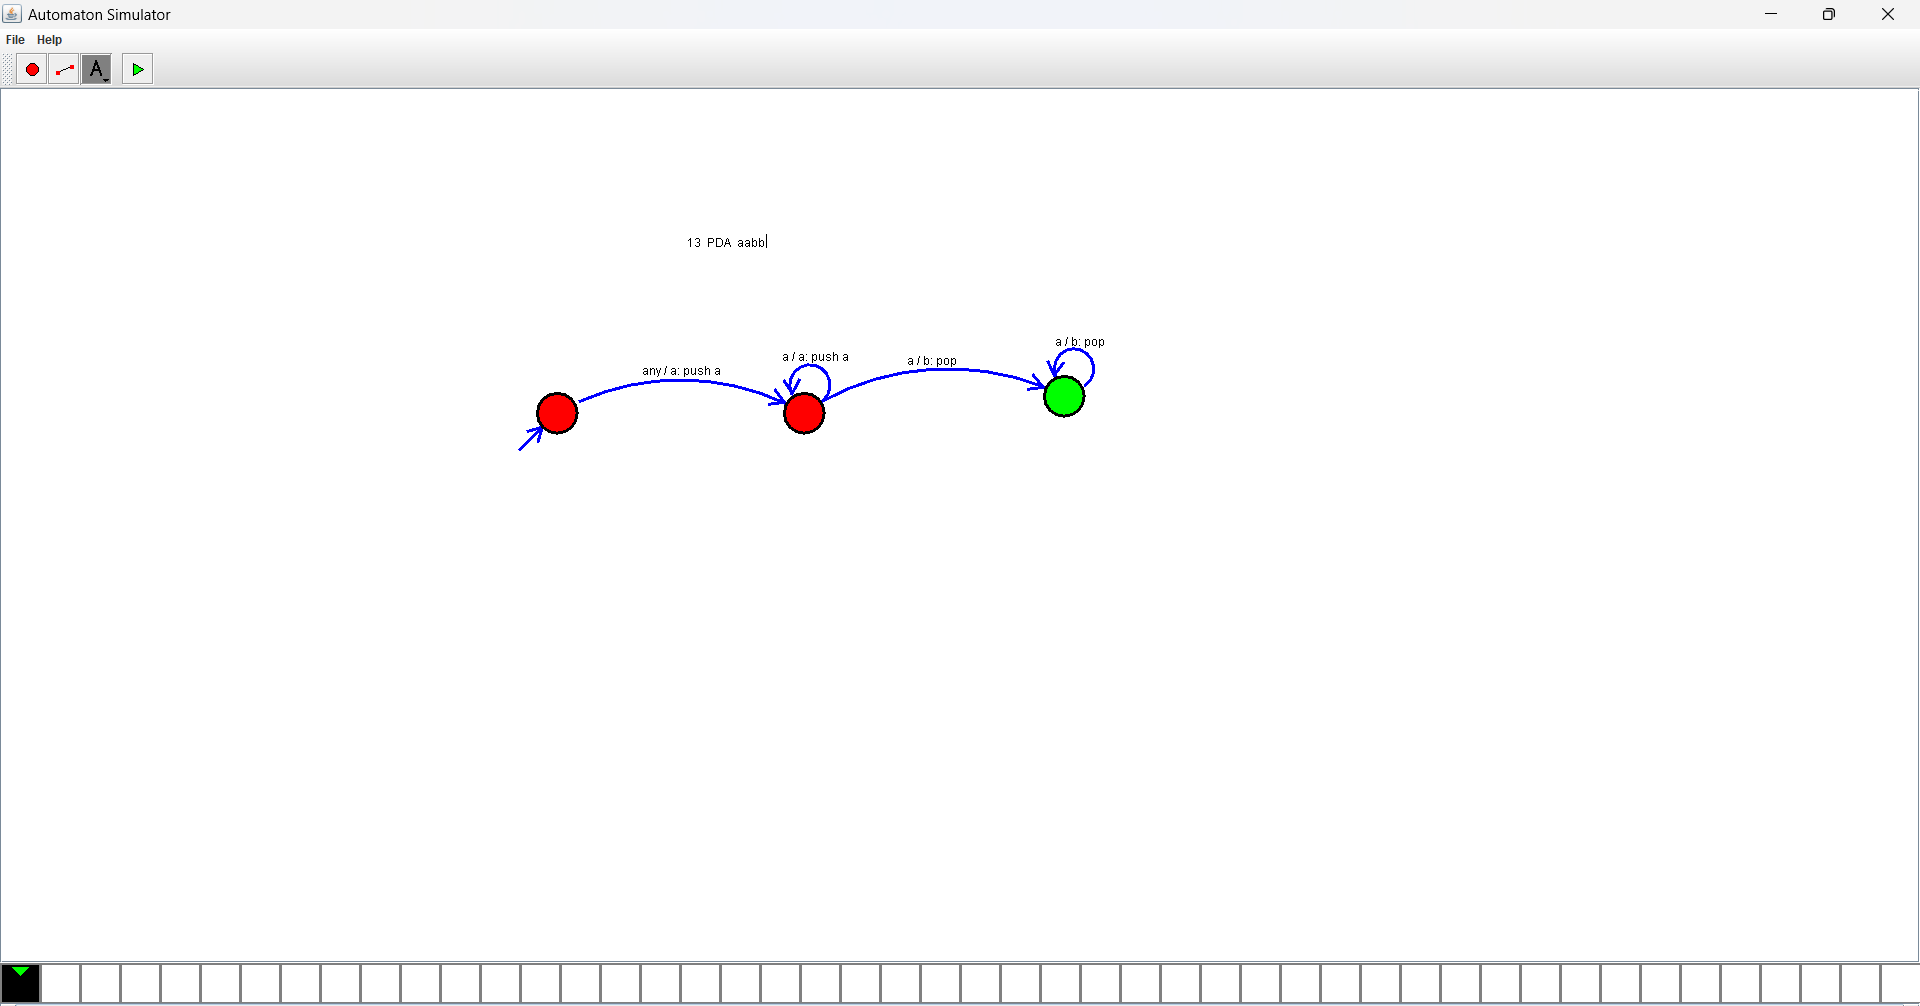 Automaton Simulator
File Help
A
13 PDA aabb
a / b: pop
a / a: push a
a / b: pop
any / a: push a